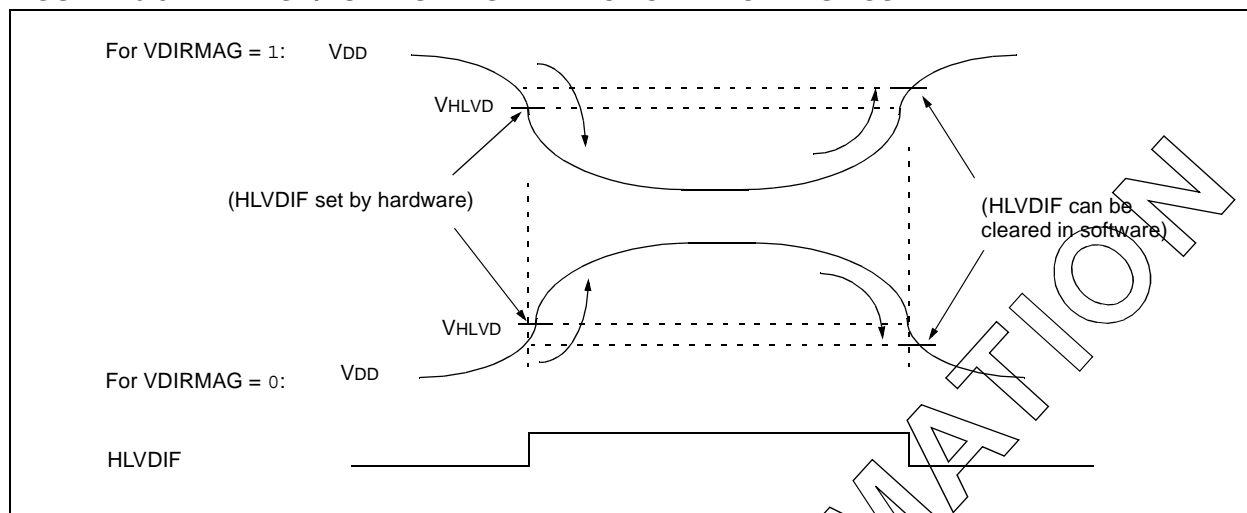 For VDIRMAG = 1: VDD
VHLVD
(HLVDIF set by hardware)
(HLVDIF can be
cleared in software)
VHLVD
For VDIRMAG = 0: VDD
HLVDIF
MATION